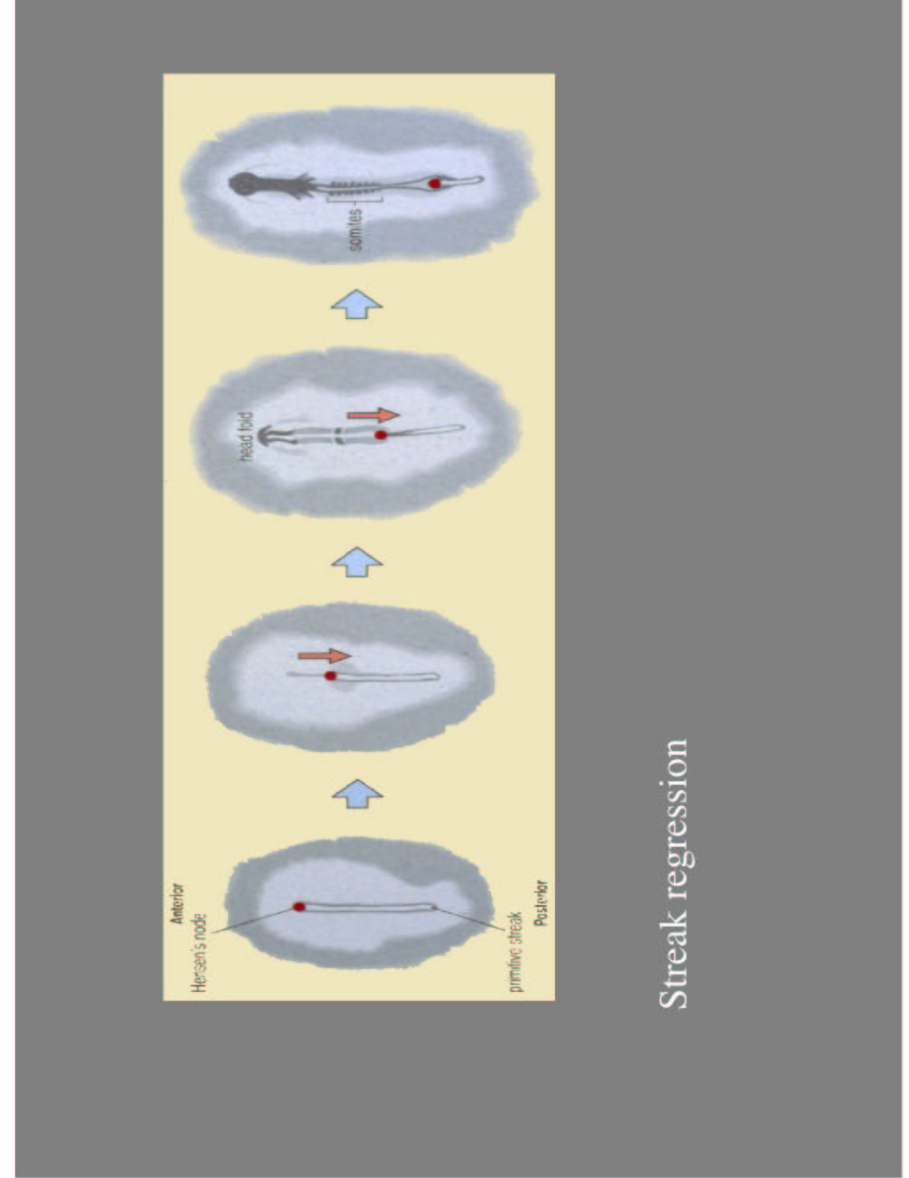 Anterior
Hensen's node
primitive streak
Posterior
head fold
somites
Streak regression